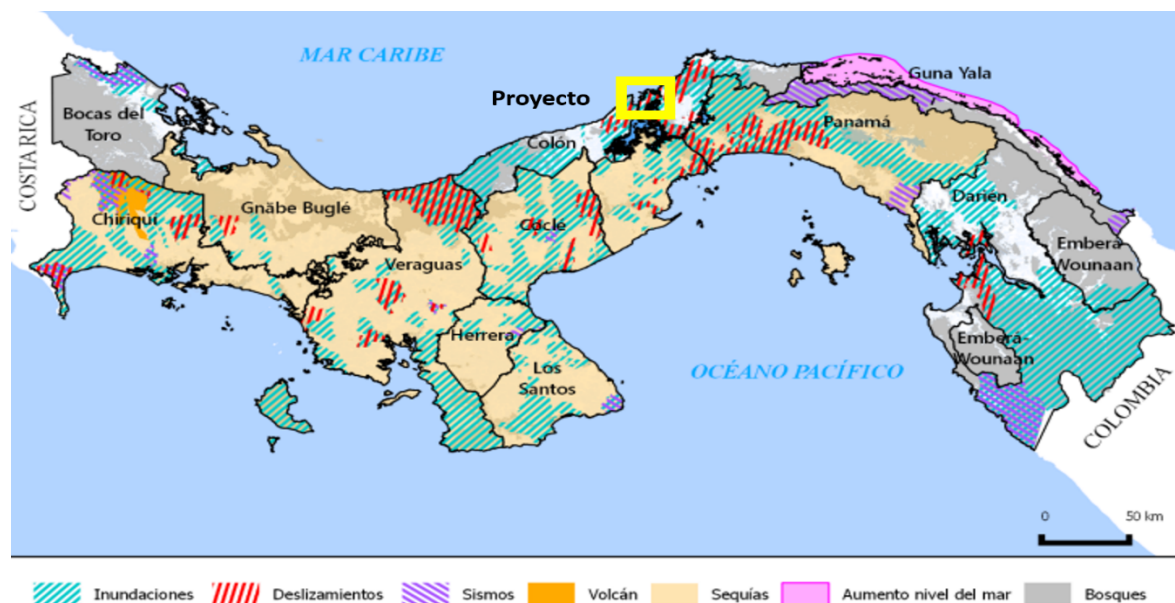 MAR CARIBE
Guna Yala
Proyecto
Bocas del
Toro
COSTA RICA
Panamá
Colón
Darién
Gnäbe Buglé
Chiriquí
Coclé
Emberá
Wounaan
Veraguas
Herrera
Emberá-
Wounaan
Los
Santos
OCÉANO PACÍFICO
COLOMBIA
0 50 km
Inundaciones Deslizamientos Sismos Volcán Sequías Aumento nivel del mar Bosques